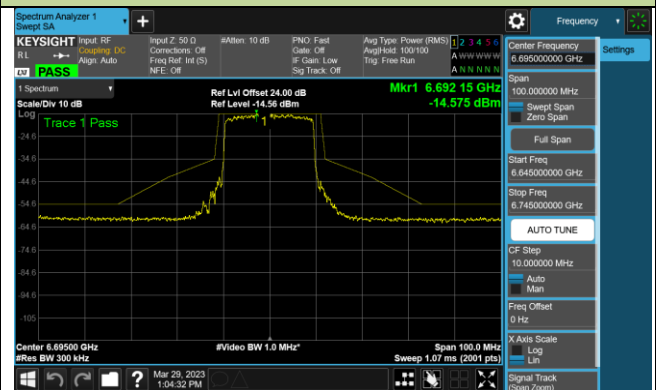 Spectrum Analyzer 1
Swept SA
Frequency
KEYSIGHT
Input: RF
Coupling: DC
Align: Auto
Input Z: 50 Ω
Corrections: Off
Freq Ref: Int (S)
NFE: Off
#Atten: 10 dB
PNO: Fast
Gate: Off
IF Gain: Low
Sig Track: Off
Avg Type: Power (RMS)
Avg|Hold: 100/100
Trig: Free Run
1 2 3 4 5 6
A W W W W W
A N N N N N
R L
LXI PASS
1 Spectrum
Scale/Div 10 dB
Ref Lvl Offset 24.00 dB
Ref Level -14.56 dBm
Mkr1 6.692 15 GHz
-14.575 dBm
Log
Trace 1 Pass
1
-24.6
-34.6
-44.6
-54.6
-64.6
-74.6
-84.6
-94.6
-105
Center 6.69500 GHz
#Res BW 300 kHz
#Video BW 1.0 MHz*
Span 100.0 MHz
Sweep 1.07 ms (2001 pts)
Mar 29, 2023
1:04:32 PM
Center Frequency
6.695000000 GHz
Settings
Span
100.000000 MHz
Swept Span
Zero Span
Full Span
Start Freq
6.645000000 GHz
Stop Freq
6.745000000 GHz
AUTO TUNE
CF Step
10.000000 MHz
Auto
Man
Freq Offset
0 Hz
X Axis Scale
Log
Lin
Signal Track
(Span Zoom)